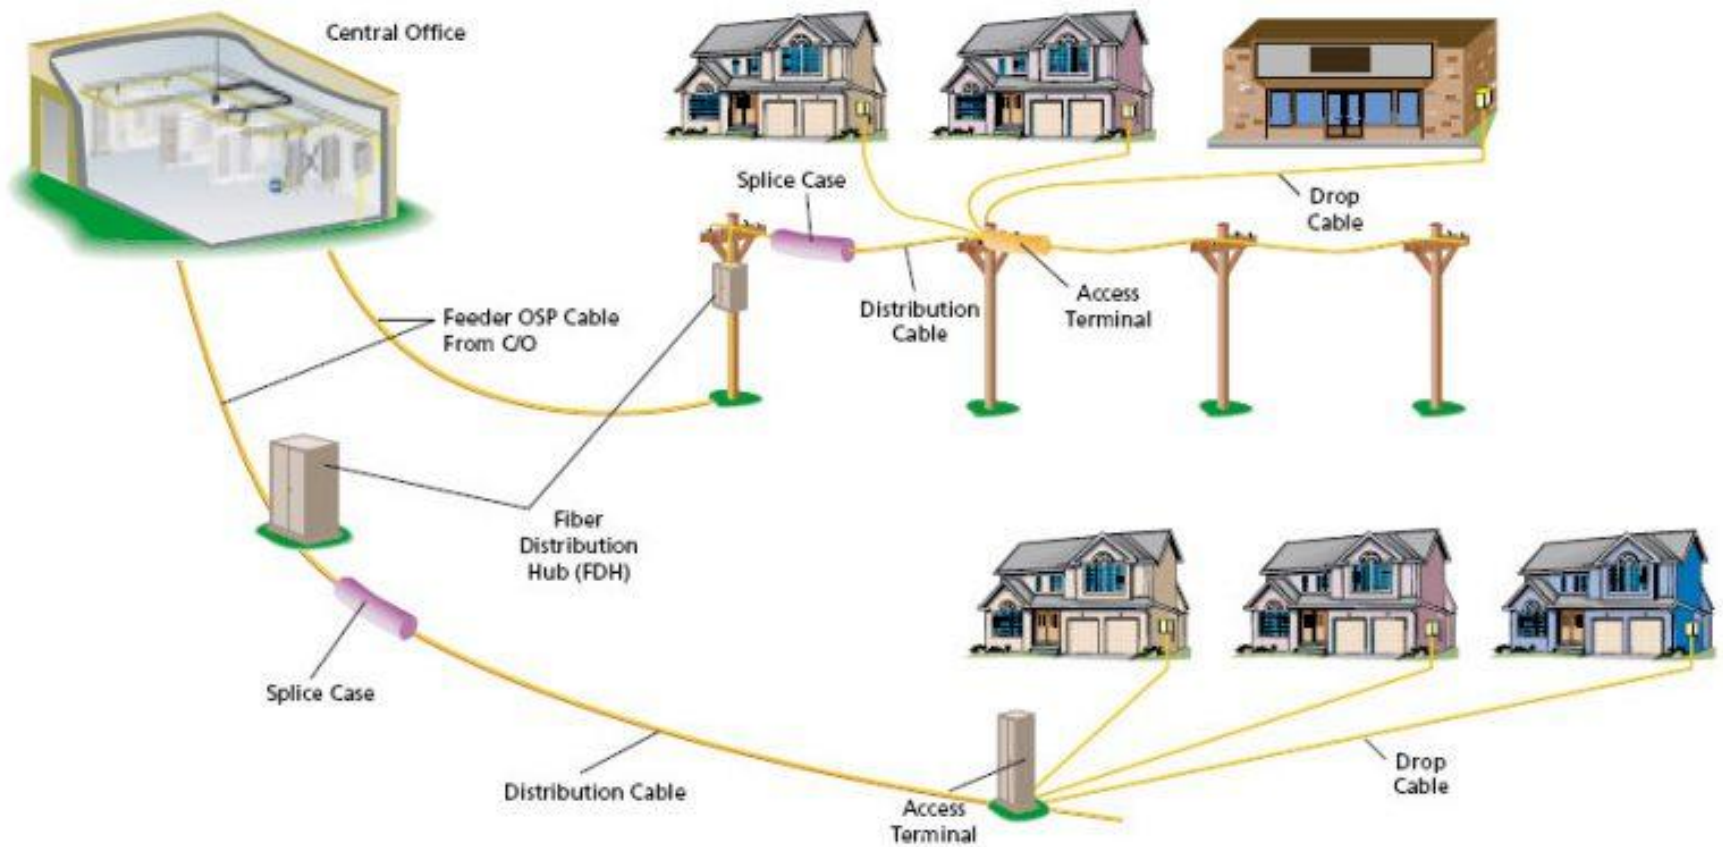 Central Office
Splice Case
Drop
Cable
Distribution
Cable
Access
Terminal
Feeder OSP Cable
From C/O
Fiber
Distribution
Hub (FDH)
Splice Case
Distribution Cable
Access
Terminal
Drop
Cable